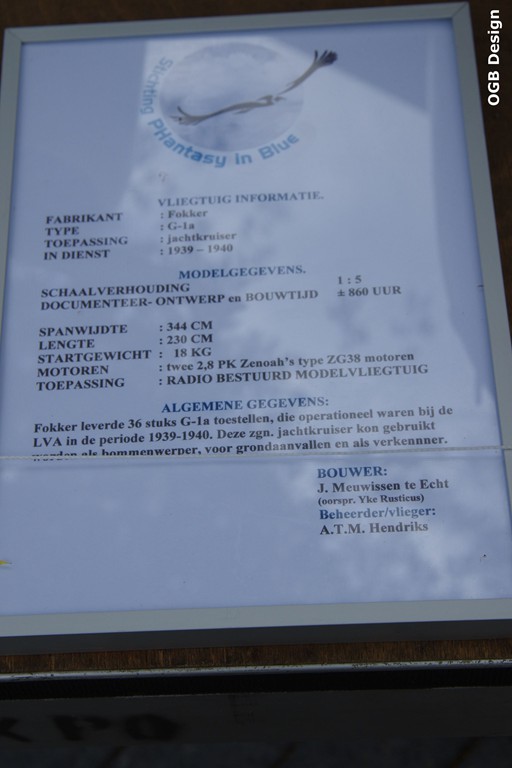 OGB Design
Stichting PHantasy in Blue
VLIEGTUIG INFORMATIE.
FABRIKANT : Fokker
TYPE : G-1a
TOEPASSING : jachtkruiser
IN DIENST : 1939 – 1940
MODELGEGEVENS.
SCHAALVERHOUDING 1 : 5
DOCUMENTEER- ONTWERP en BOUWTIJD ± 860 UUR
SPANWIJDTE : 344 CM
LENGTE : 230 CM
STARTGEWICHT : 18 KG
MOTOREN : twee 2,8 PK Zenoah's type ZG38 motoren
TOEPASSING : RADIO BESTUURD MODELVLIEGTUIG
ALGEMENE GEGEVENS:
Fokker leverde 36 stuks G-1a toestellen, die operationeel waren bij de
LVA in de periode 1939-1940. Deze zgn. jachtkruiser kon gebruikt
worden als bommenwerper, voor grondaanvallen en als verkennner.
BOUWER:
J. Meuwissen te Echt
(oorspr. Yke Rusticus)
Beheerder/vlieger:
A.T.M. Hendriks